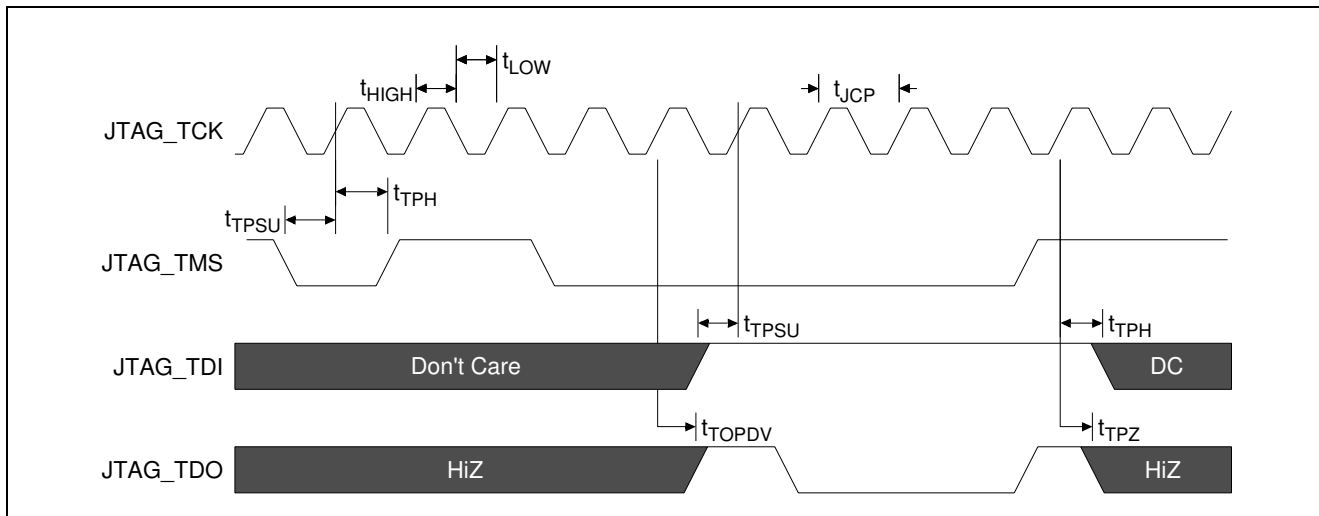 tLOW
tHIGH
tJCP
JTAG_TCK
tTPH
tTPSU
JTAG_TMS
tTPSU
tTPH
JTAG_TDI
Don't Care
DC
tTOPDV
tTPZ
JTAG_TDO
HiZ
HiZ